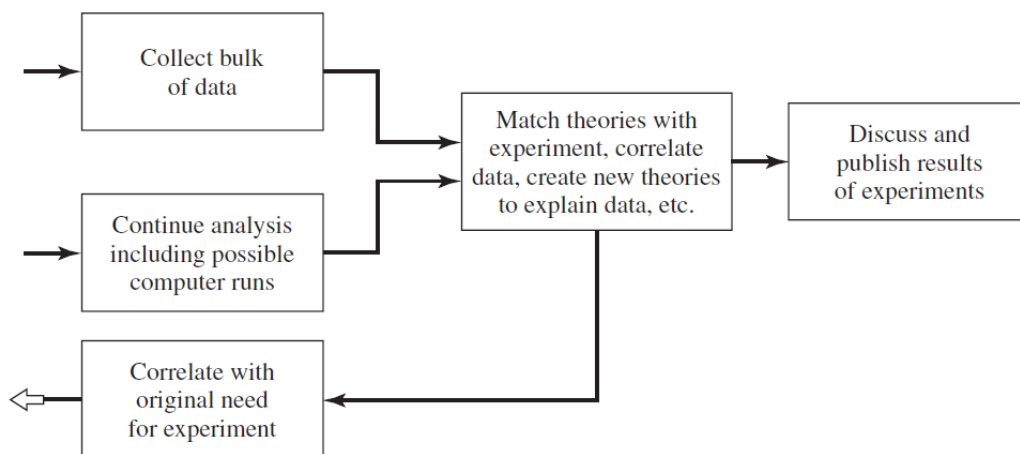 Collect bulk
of data
Match theories with
experiment, correlate
data, create new theories
to explain data, etc.
Discuss and
publish results
of experiments
Continue analysis
including possible
computer runs
Correlate with
original need
for experiment